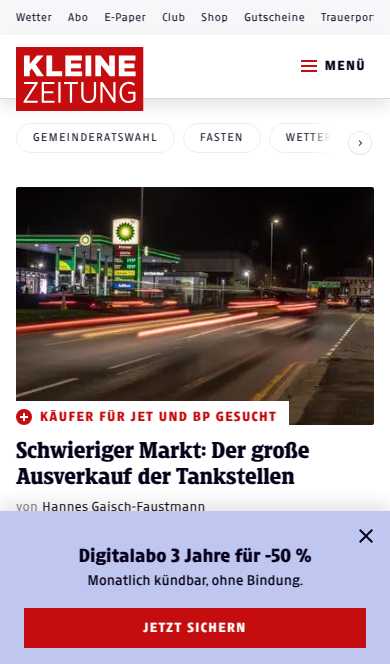 Wetter Abo E-Paper Club Shop Gutscheine Trauerpor
KLEINE
ZEITUNG
MENÜ
GEMEINDERATSWAHL FASTEN WETTER
bp
KÄUFER FÜR JET UND BP GESUCHT
Schwieriger Markt: Der große
Ausverkauf der Tankstellen
von Hannes Gaisch-Faustmann
Digitalabo 3 Jahre für -50 %
Monatlich kündbar, ohne Bindung.
JETZT SICHERN